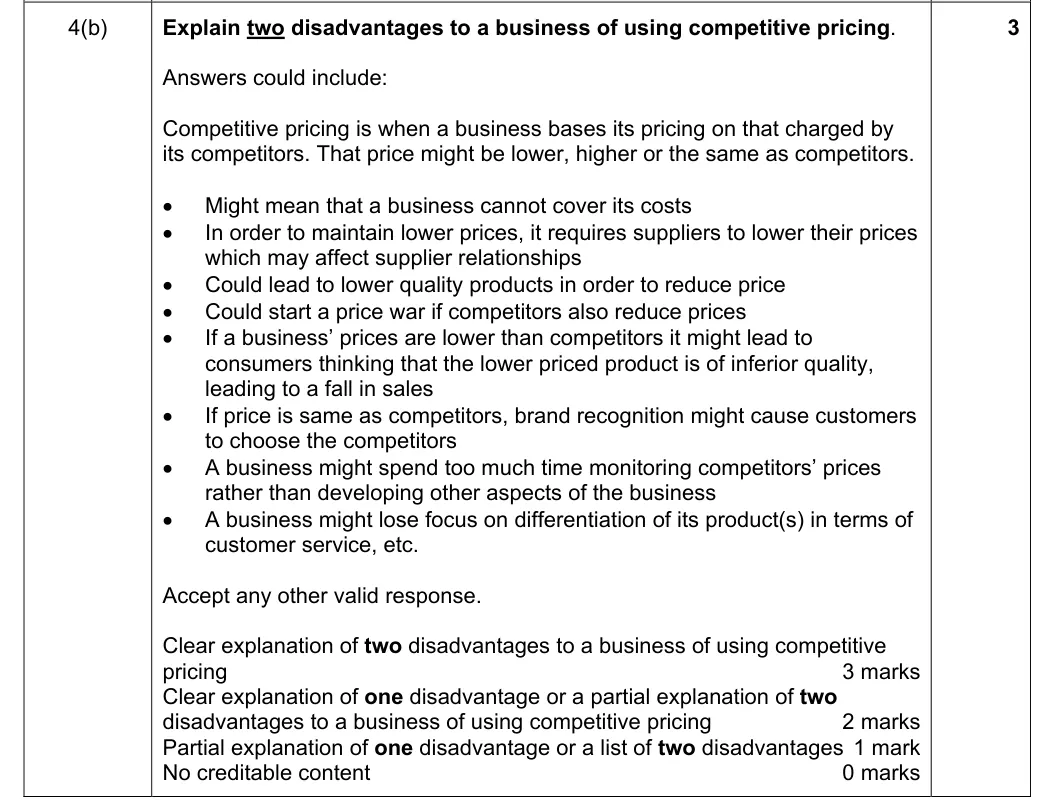 4(b) Explain two disadvantages to a business of using competitive pricing. 3
Answers could include:
Competitive pricing is when a business bases its pricing on that charged by
its competitors. That price might be lower, higher or the same as competitors.
• Might mean that a business cannot cover its costs
• In order to maintain lower prices, it requires suppliers to lower their prices
which may affect supplier relationships
• Could lead to lower quality products in order to reduce price
• Could start a price war if competitors also reduce prices
• If a business’ prices are lower than competitors it might lead to
consumers thinking that the lower priced product is of inferior quality,
leading to a fall in sales
• If price is same as competitors, brand recognition might cause customers
to choose the competitors
• A business might spend too much time monitoring competitors’ prices
rather than developing other aspects of the business
• A business might lose focus on differentiation of its product(s) in terms of
customer service, etc.
Accept any other valid response.
Clear explanation of two disadvantages to a business of using competitive
pricing 3 marks
Clear explanation of one disadvantage or a partial explanation of two
disadvantages to a business of using competitive pricing 2 marks
Partial explanation of one disadvantage or a list of two disadvantages 1 mark
No creditable content 0 marks